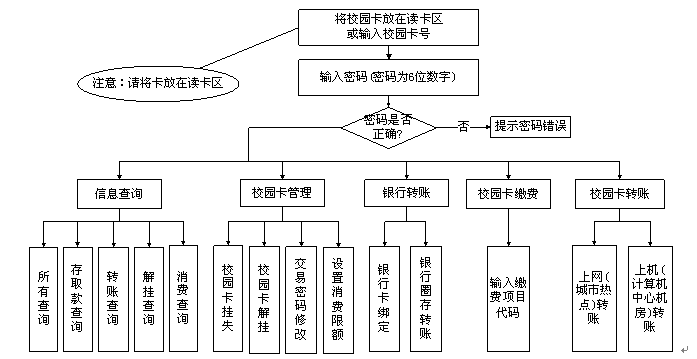 将校园卡放在读卡区
或输入校园卡号
注意：请将卡放在读卡区
输入密码(密码为6位数字)
密码是否
正确?
否
提示密码错误
信息查询
校园卡管理
银行转账
校园卡缴费
校园卡转账
所有查询
存取款查询
转账查询
解挂查询
消费查询
校园卡挂失
校园卡解挂
交易密码修改
设置消费限额
银行卡绑定
银行圈存转账
输入缴
费项目
代码
上网(
城市热
点)转
账
上机(
计算机
中心机
房)转
账